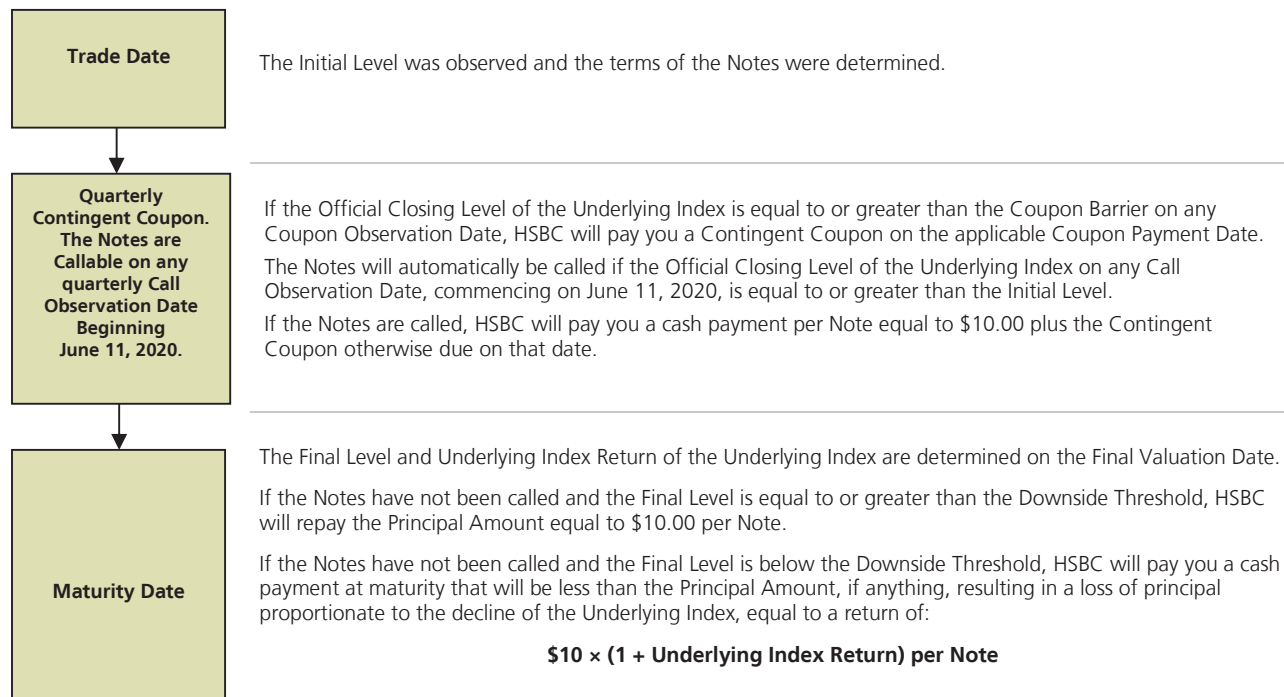 Trade Date
The Initial Level was observed and the terms of the Notes were determined.
Quarterly
Contingent Coupon.
The Notes are
Callable on any
quarterly Call
Observation Date
Beginning
June 11, 2020.
If the Official Closing Level of the Underlying Index is equal to or greater than the Coupon Barrier on any
Coupon Observation Date, HSBC will pay you a Contingent Coupon on the applicable Coupon Payment Date.
The Notes will automatically be called if the Official Closing Level of the Underlying Index on any Call
Observation Date, commencing on June 11, 2020, is equal to or greater than the Initial Level.
If the Notes are called, HSBC will pay you a cash payment per Note equal to $10.00 plus the Contingent
Coupon otherwise due on that date.
Maturity Date
The Final Level and Underlying Index Return of the Underlying Index are determined on the Final Valuation Date.
If the Notes have not been called and the Final Level is equal to or greater than the Downside Threshold, HSBC
will repay the Principal Amount equal to $10.00 per Note.
If the Notes have not been called and the Final Level is below the Downside Threshold, HSBC will pay you a cash
payment at maturity that will be less than the Principal Amount, if anything, resulting in a loss of principal
proportionate to the decline of the Underlying Index, equal to a return of:
$10 × (1 + Underlying Index Return) per Note